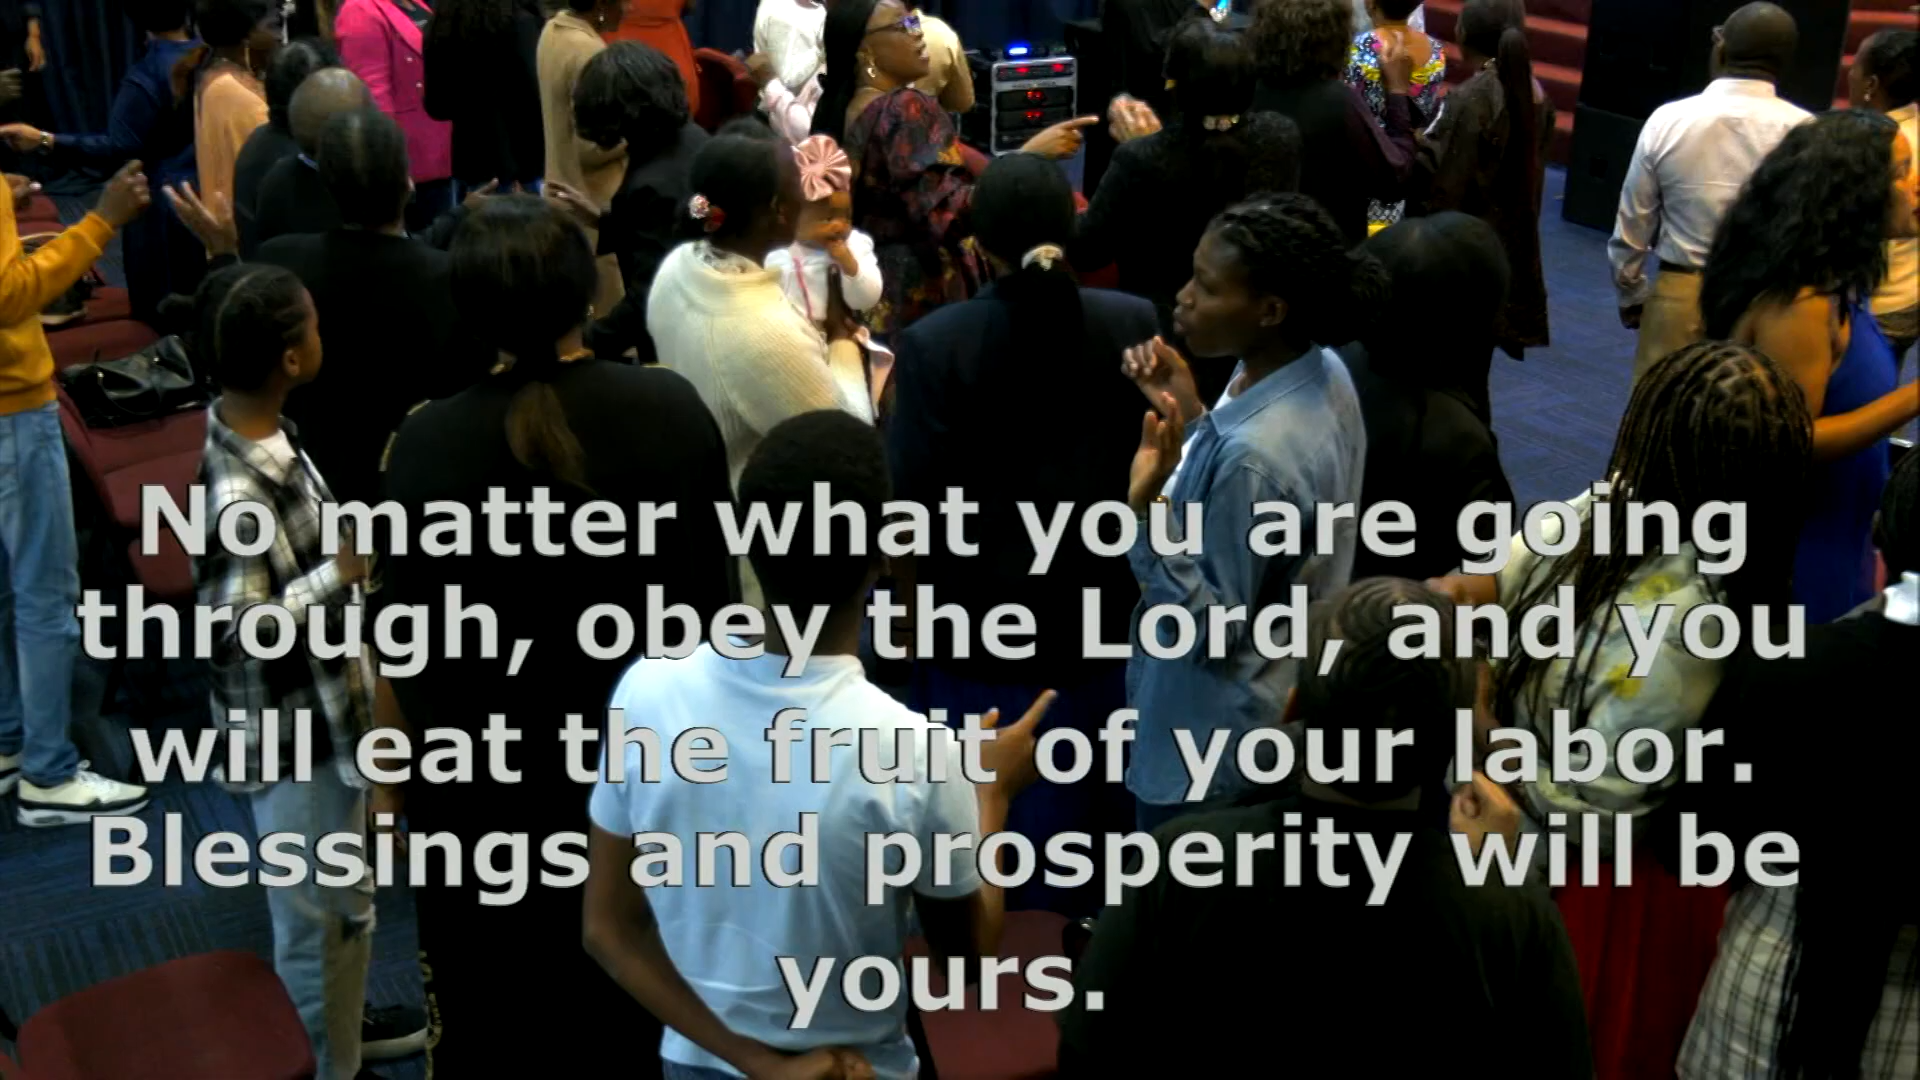 No matter what you are going
through, obey the Lord, and you
will eat the fruit of your labor.
Blessings and prosperity will be
yours.